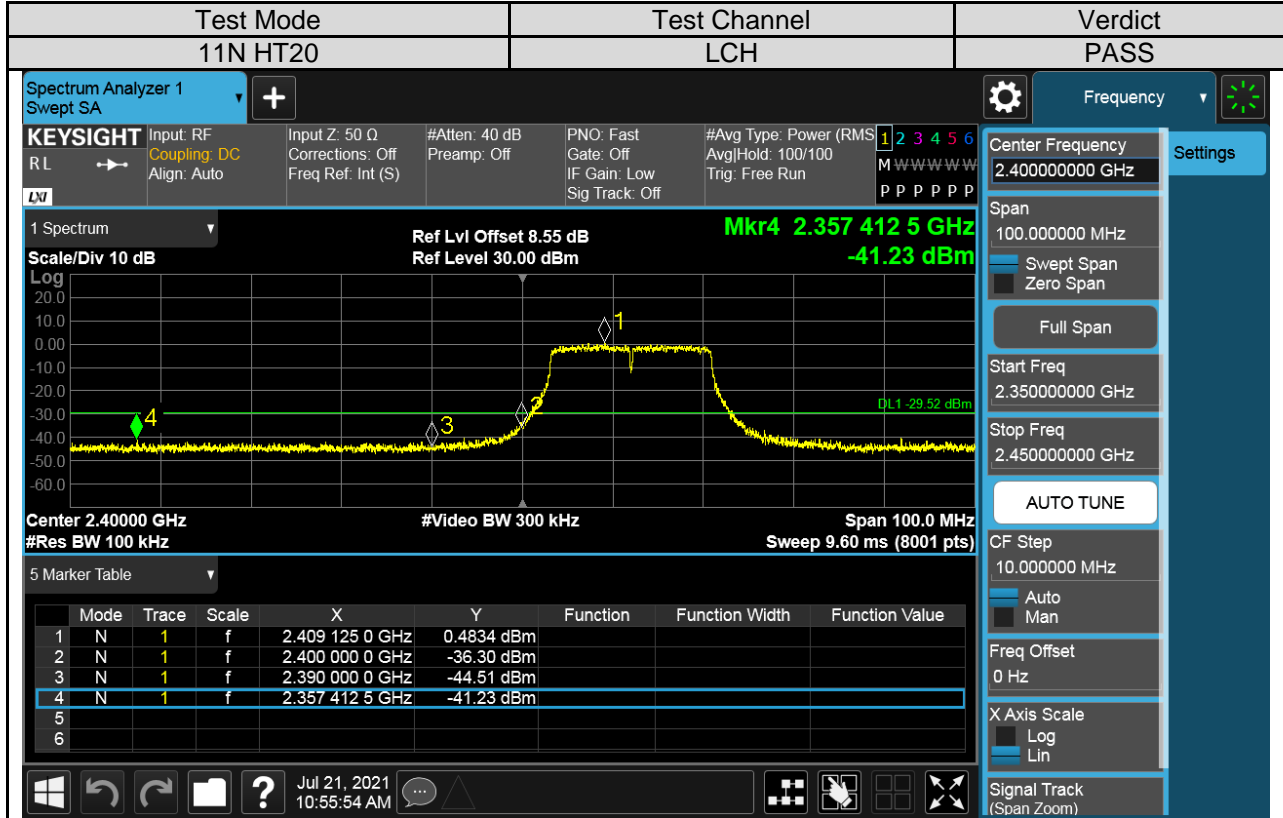 Test Mode Test Channel Verdict
11N HT20 LCH PASS
Spectrum Analyzer 1
Swept SA
+
Frequency
KEYSIGHT Input: RF Input Z: 50 Ω #Atten: 40 dB PNO: Fast #Avg Type: Power (RMS 1 2 3 4 5 6
RL Coupling: DC Corrections: Off Preamp: Off Gate: Off Avg|Hold: 100/100 M W W W W W
Align: Auto Freq Ref: Int (S) IF Gain: Low Trig: Free Run
LXI Sig Track: Off P P P P P P
1 Spectrum Ref Lvl Offset 8.55 dB Mkr4 2.357 412 5 GHz
Scale/Div 10 dB Ref Level 30.00 dBm -41.23 dBm
Log
20.0
10.0
0.00
-10.0
-20.0
-30.0
-40.0
-50.0
-60.0
1
2
3
4
DL1 -29.52 dBm
Center 2.40000 GHz #Video BW 300 kHz Span 100.0 MHz
#Res BW 100 kHz Sweep 9.60 ms (8001 pts)
5 Marker Table
Mode Trace Scale X Y Function Function Width Function Value
1 N 1 f 2.409 125 0 GHz 0.4834 dBm
2 N 1 f 2.400 000 0 GHz -36.30 dBm
3 N 1 f 2.390 000 0 GHz -44.51 dBm
4 N 1 f 2.357 412 5 GHz -41.23 dBm
5
6
?
Jul 21, 2021
10:55:54 AM
Center Frequency
2.400000000 GHz
Settings
Span
100.000000 MHz
Swept Span
Zero Span
Full Span
Start Freq
2.350000000 GHz
Stop Freq
2.450000000 GHz
AUTO TUNE
CF Step
10.000000 MHz
Auto
Man
Freq Offset
0 Hz
X Axis Scale
Log
Lin
Signal Track
(Span Zoom)